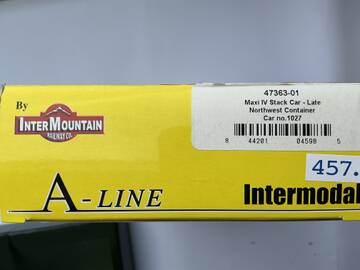 By
INTERMOUNTAIN
RAILWAY CO.
47363-01
Maxi IV Stack Car - Late
Northwest Container
Car no.1027
8 44201 04598 5
457.
A-LINE
Intermodal